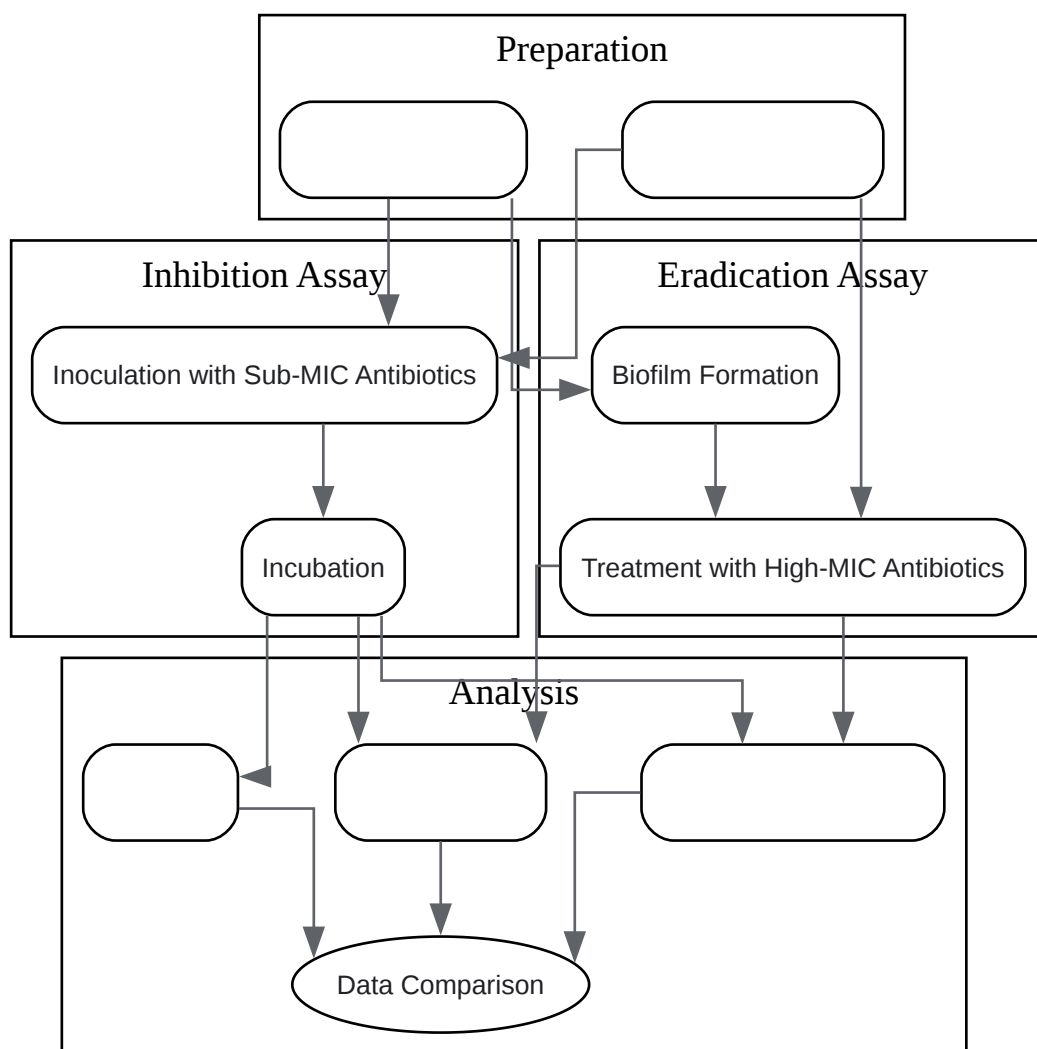 Preparation
Inhibition Assay
Eradication Assay
Inoculation with Sub-MIC Antibiotics
Biofilm Formation
Incubation
Treatment with High-MIC Antibiotics
Analysis
Data Comparison